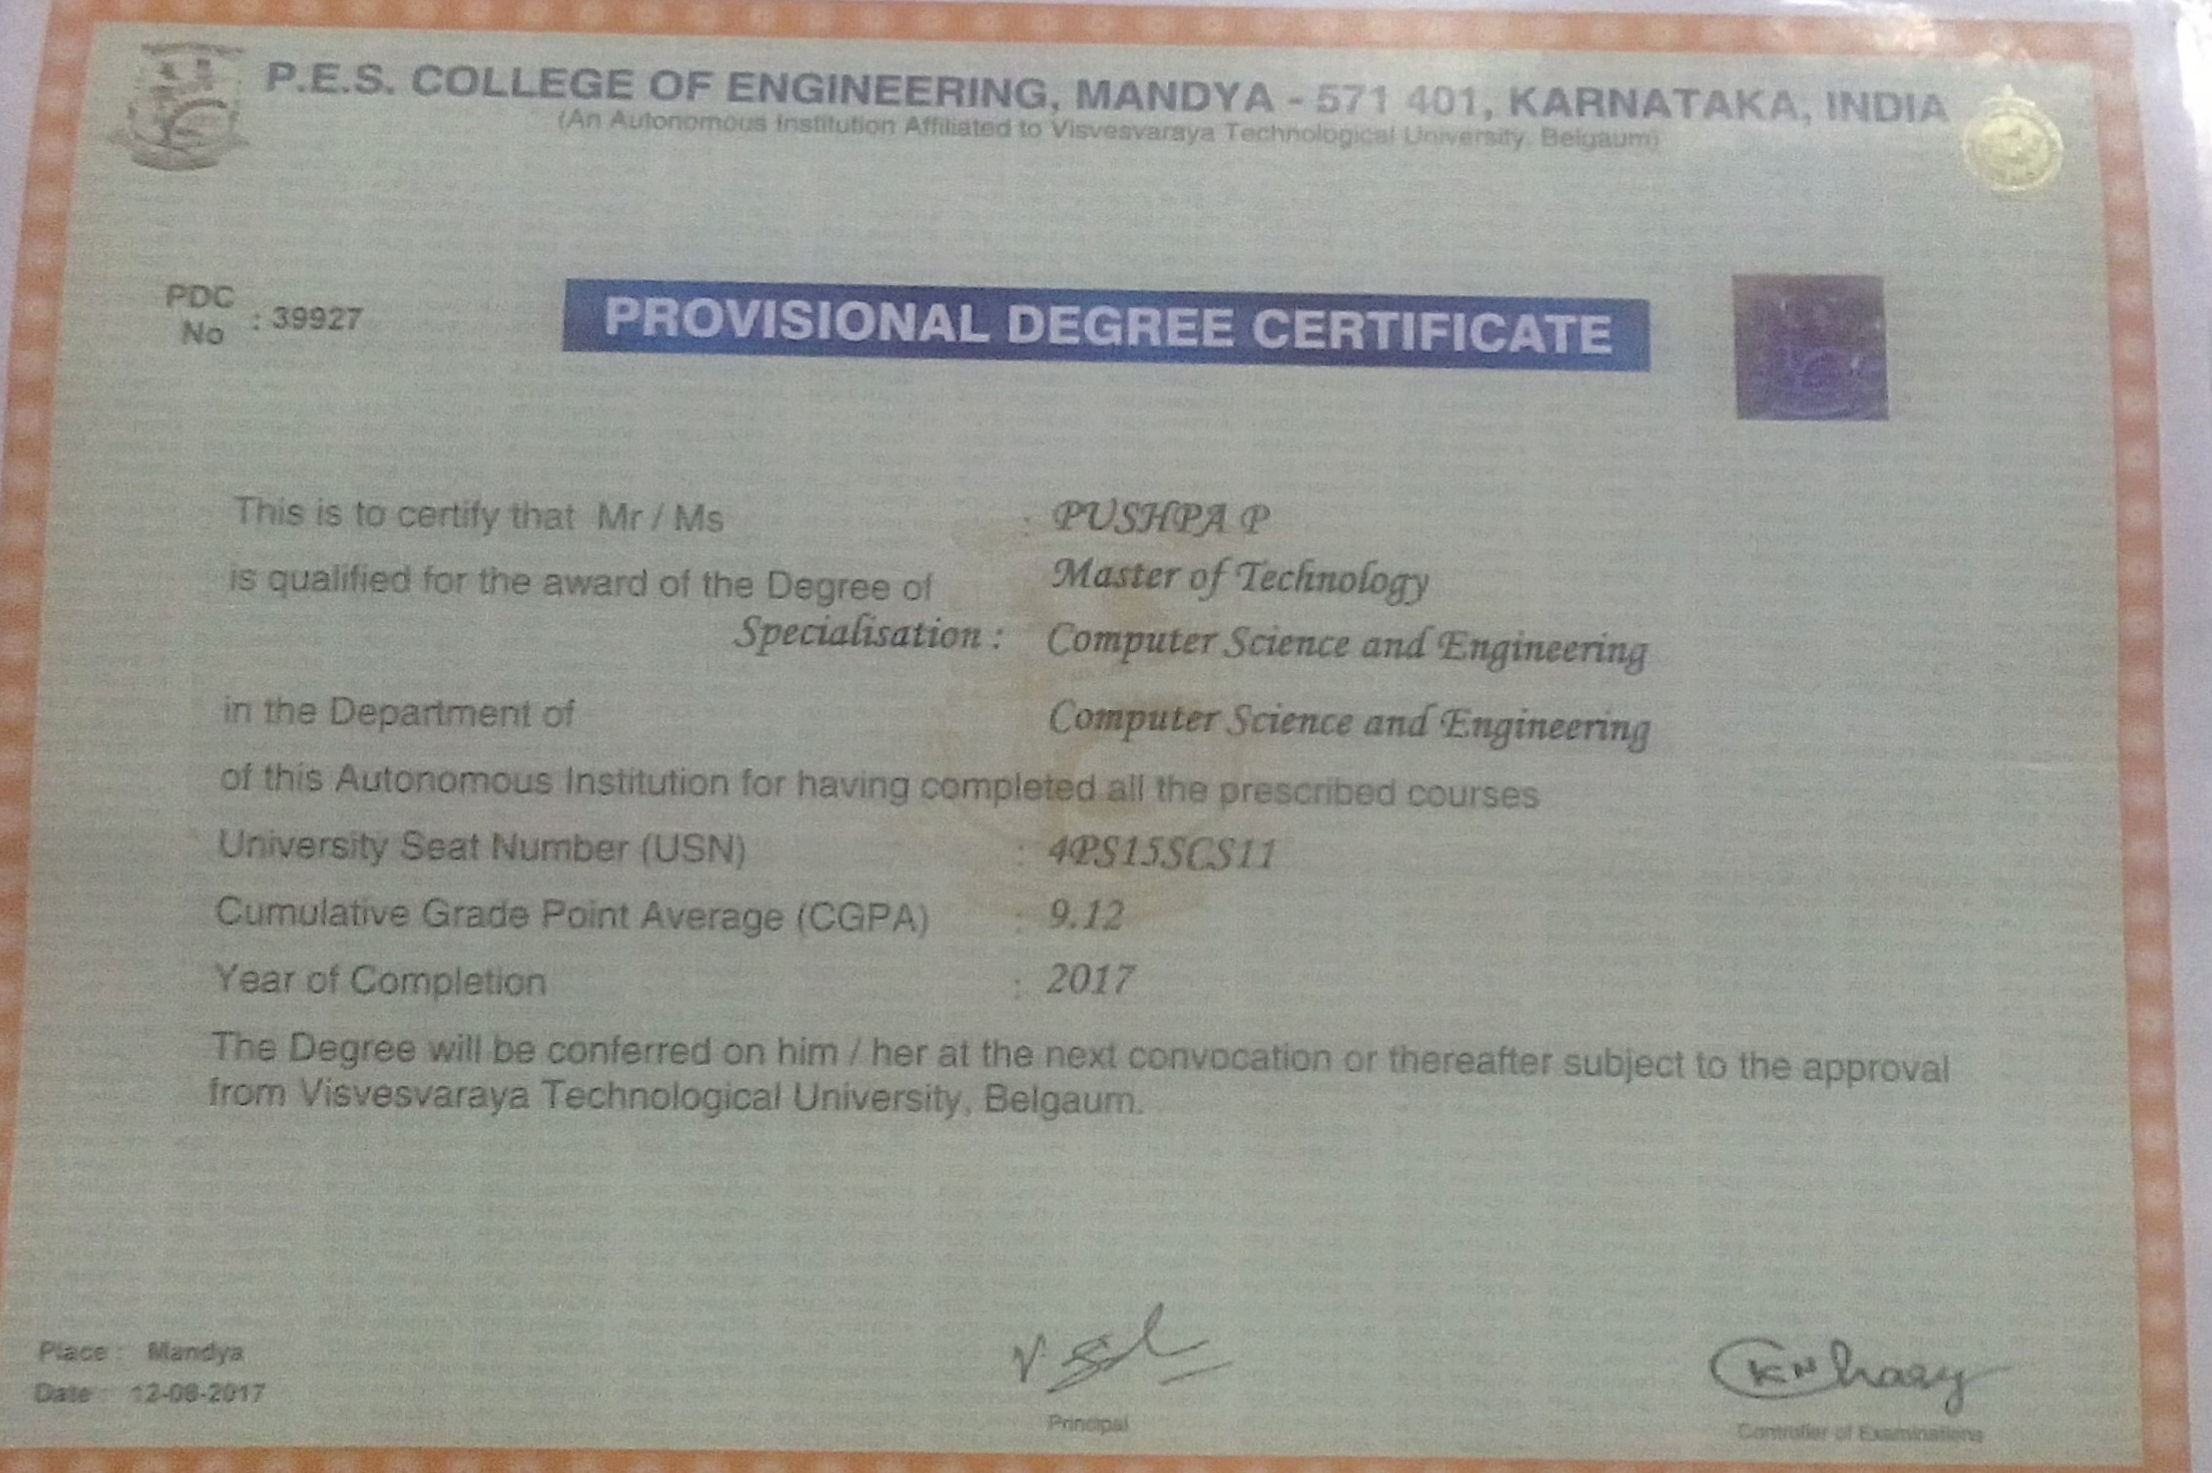 P.E.S. COLLEGE OF ENGINEERING, MANDYA - 571 401, KARNATAKA, INDIA
(An Autonomous Institution Affiliated to Visvesvaraya Technological University, Belgaum)
PDC No : 39927
PROVISIONAL DEGREE CERTIFICATE
This is to certify that Mr / Ms : PUSHPA P
is qualified for the award of the Degree of Master of Technology
Specialisation : Computer Science and Engineering
in the Department of Computer Science and Engineering
of this Autonomous Institution for having completed all the prescribed courses
University Seat Number (USN) : 4PS15SCS11
Cumulative Grade Point Average (CGPA) : 9.12
Year of Completion : 2017
The Degree will be conferred on him / her at the next convocation or thereafter subject to the approval
from Visvesvaraya Technological University, Belgaum.
Place : Mandya
Date : 12-08-2017
Principal
Controller of Examinations